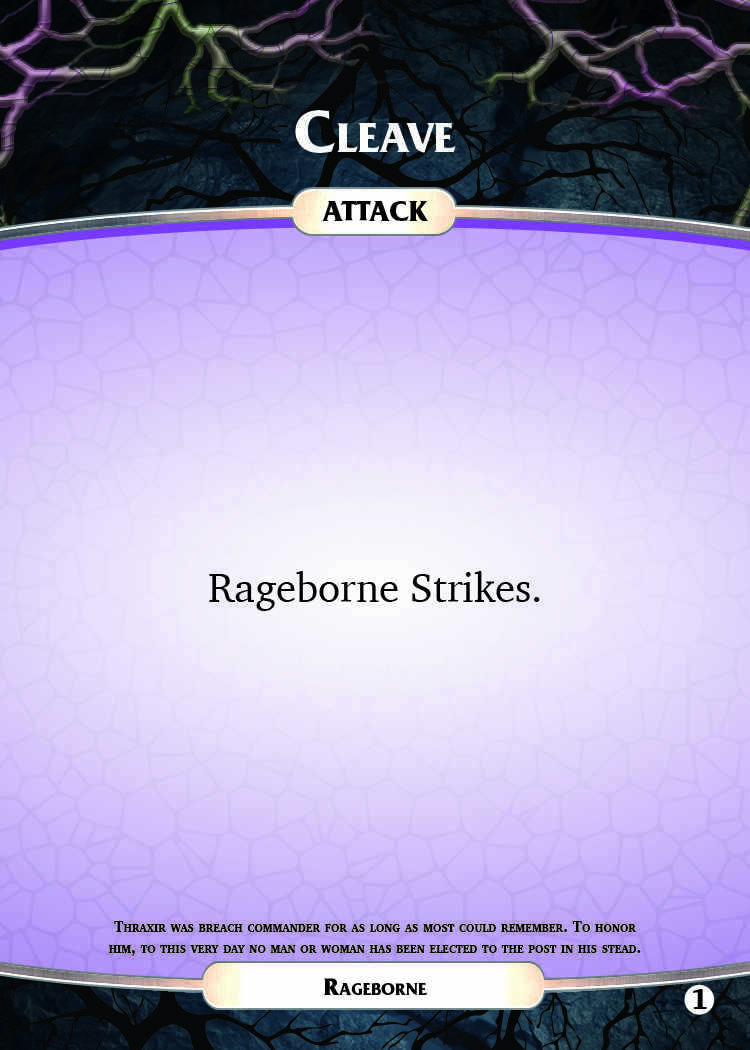 Cleave
ATTACK
Rageborne Strikes.
Thraxir was breach commander for as long as most could remember. To honor
him, to this very day no man or woman has been elected to the post in his stead.
Rageborne
1